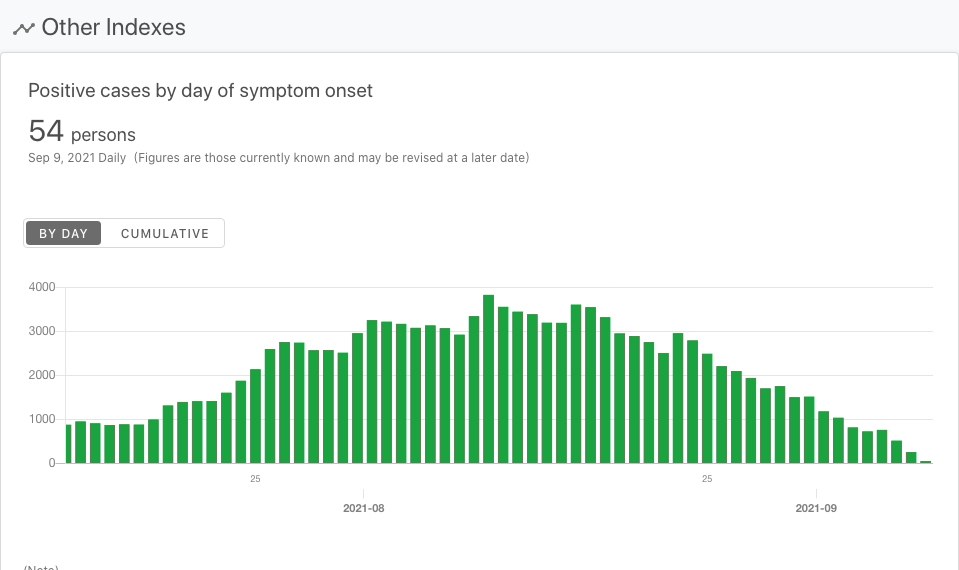 Other Indexes
Positive cases by day of symptom onset
54 persons
Sep 9, 2021 Daily (Figures are those currently known and may be revised at a later date)
BY DAY CUMULATIVE
4000
3000
2000
1000
0
25 25
2021-08 2021-09
(Note)